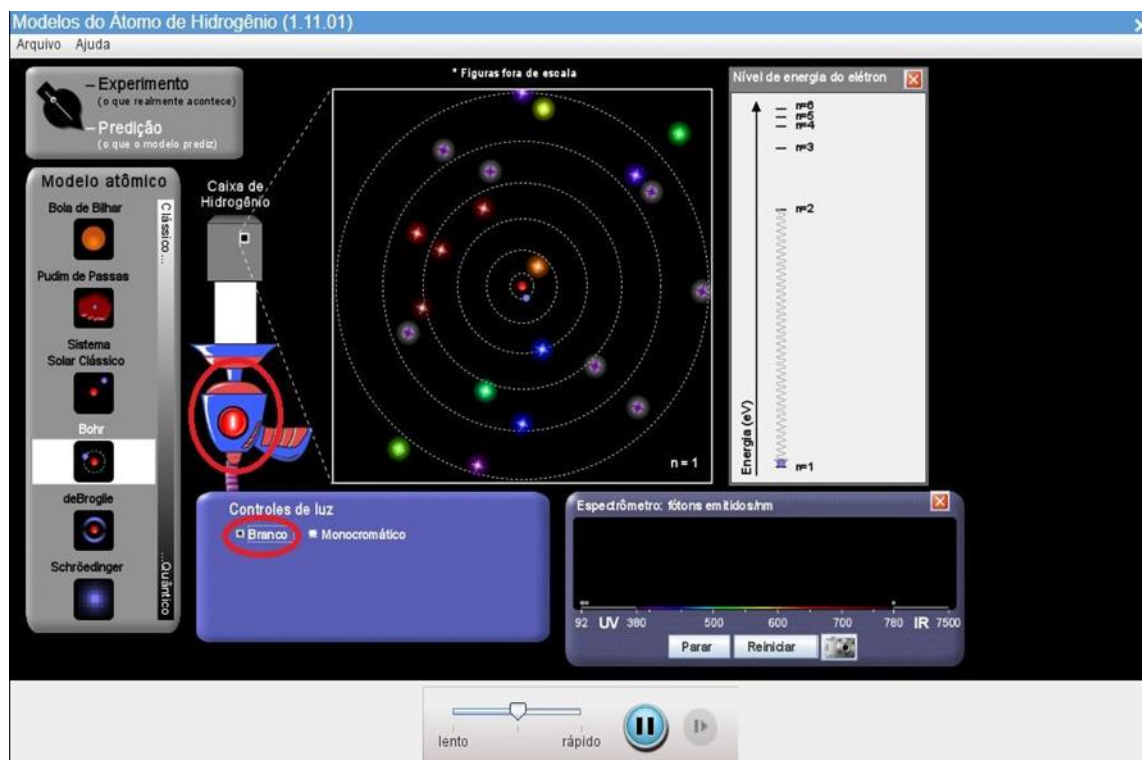 Modelos do Átomo de Hidrogênio (1.11.01)
Arquivo Ajuda
Experimento
(o que realmente acontece)
Predição
(o que o modelo prediz)
Modelo atômico
Bola de Bilhar
Pudim de Passas
Sistema
Solar Clássico
Bohr
deBroglie
Schröedinger
Clássico...
...Quântico
Caixa de
Hidrogênio
* Figuras fora de escala
n = 1
Nível de energia do elétron
n=6
n=5
n=4
n=3
n=2
n=1
Energia (eV)
Controles de luz
Branco Monocromático
Espectrômetro: fótons emitidos/nm
92 UV 380 500 600 700 780 IR 7500
Parar Reiniciar
lento rápido